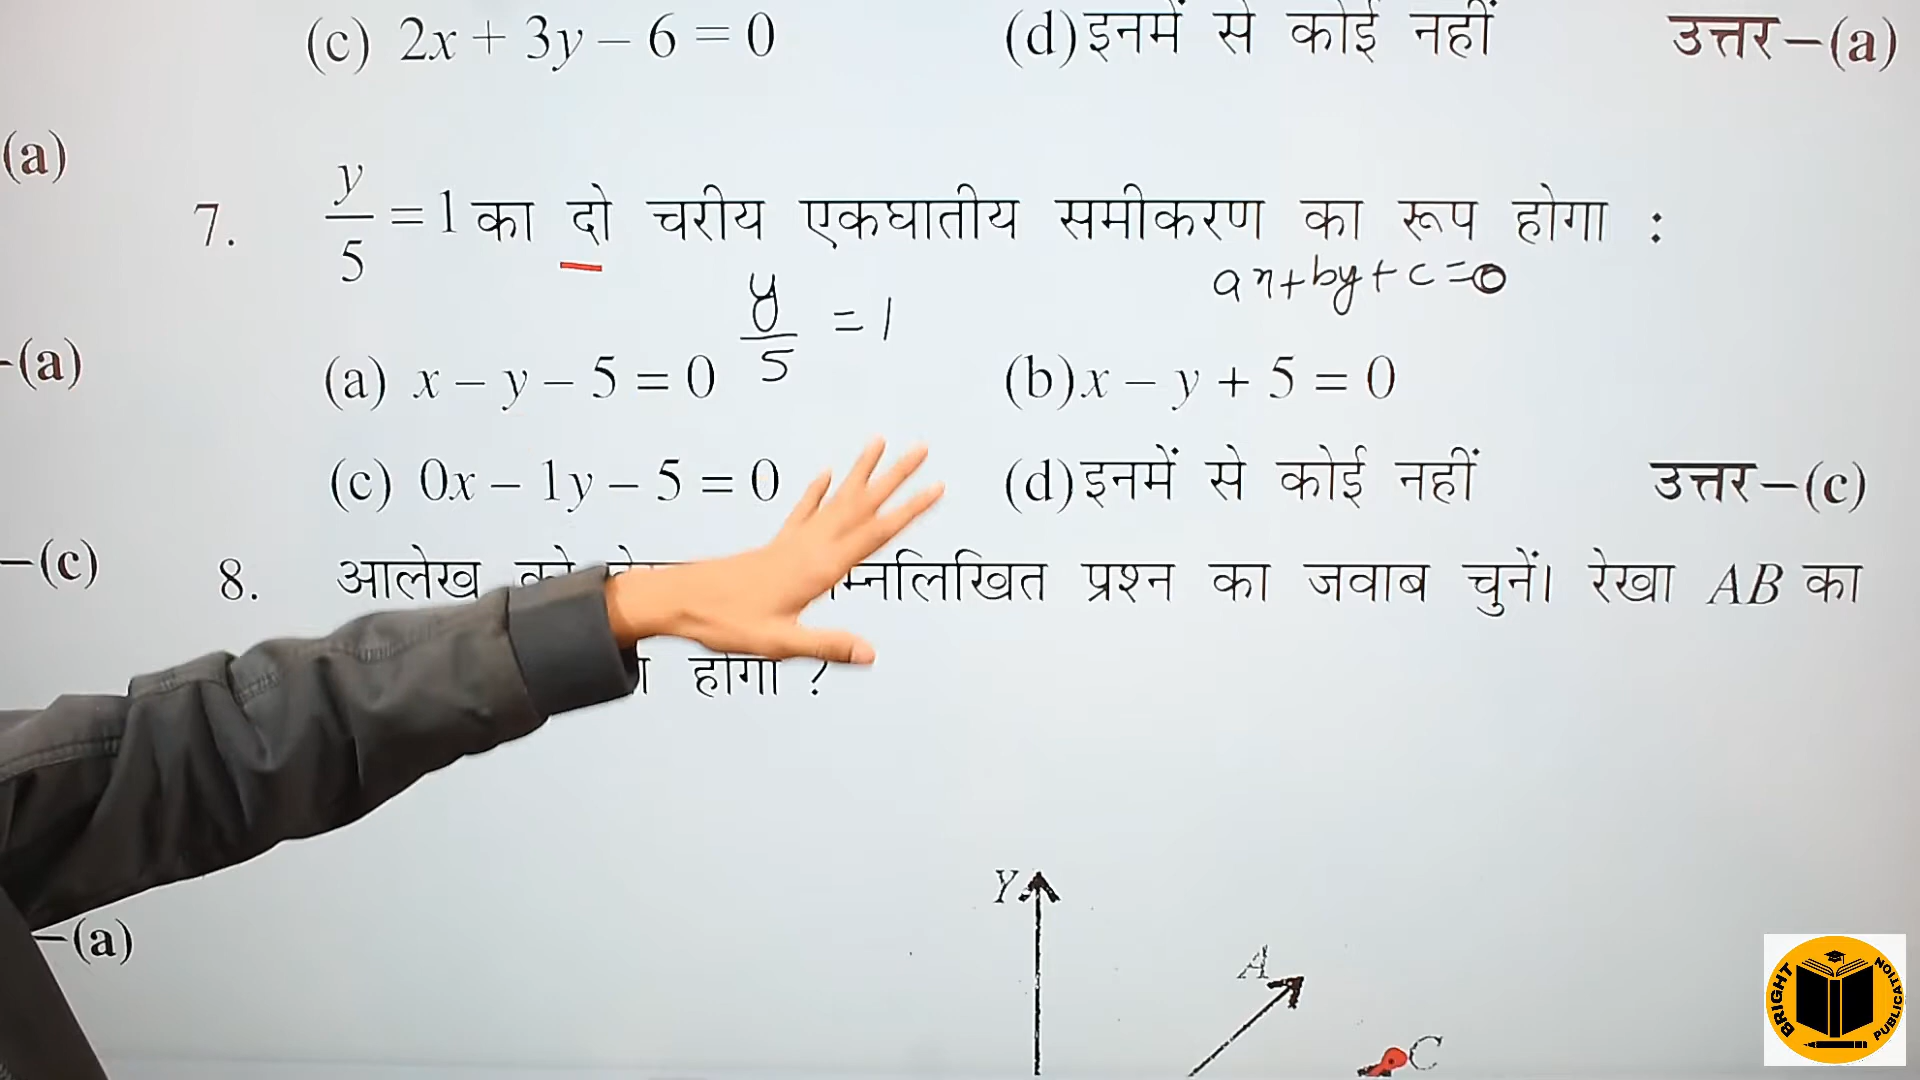 (c) 2x + 3y – 6 = 0 (d) इनमें से कोई नहीं उत्तर–(a)
(a)
7. y/5 = 1 का दो चरीय एकघातीय समीकरण का रूप होगा :
ax+by+c=0
y/5 = 1
–(a)
(a) x – y – 5 = 0 (b) x – y + 5 = 0
(c) 0x – 1y – 5 = 0 (d) इनमें से कोई नहीं उत्तर–(c)
–(c)
8. आलेख को म्नलिखित प्रश्न का जवाब चुनें। रेखा AB का
होगा ?
Y
–(a)
A
C
BRIGHT PUBLICATION